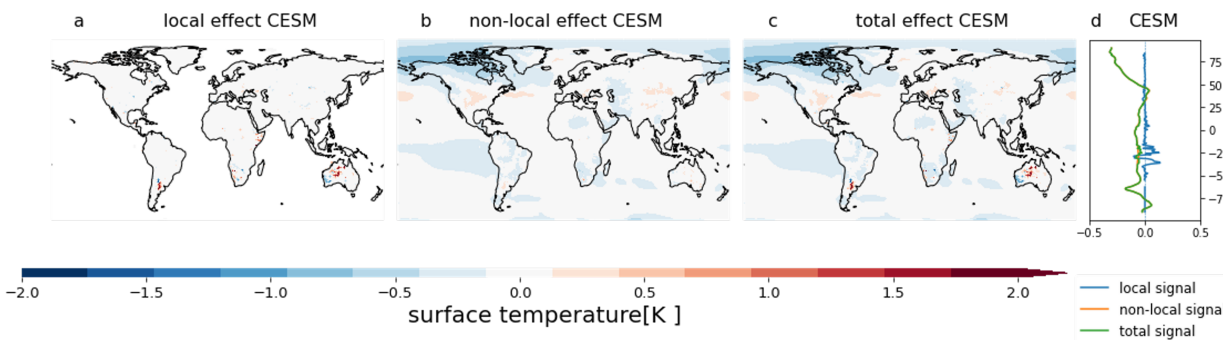 a local effect CESM b non-local effect CESM c total effect CESM d CESM
75
50
25
0
−2
−5
−7
−0.5 0.0 0.5
−2.0 −1.5 −1.0 −0.5 0.0 0.5 1.0 1.5 2.0
surface temperature[K ]
local signal
non-local signa
total signal